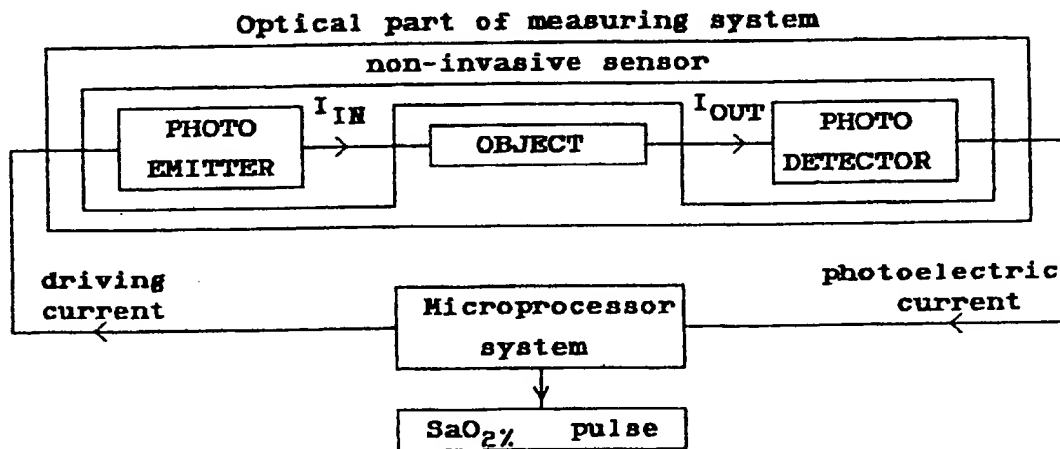 Optical part of measuring system
non-invasive sensor
PHOTO
EMITTER
I_IN
OBJECT
I_OUT
PHOTO
DETECTOR
driving
current
Microprocessor
system
photoelectric
current
SaO₂% pulse